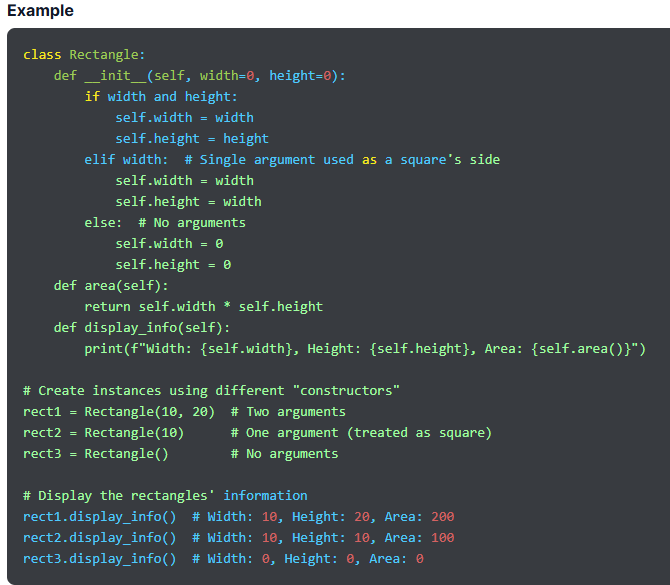 Example
class Rectangle:
    def __init__(self, width=0, height=0):
        if width and height:
            self.width = width
            self.height = height
        elif width:  # Single argument used as a square's side
            self.width = width
            self.height = width
        else:  # No arguments
            self.width = 0
            self.height = 0
    def area(self):
        return self.width * self.height
    def display_info(self):
        print(f"Width: {self.width}, Height: {self.height}, Area: {self.area()}")

# Create instances using different "constructors"
rect1 = Rectangle(10, 20)  # Two arguments
rect2 = Rectangle(10)      # One argument (treated as square)
rect3 = Rectangle()        # No arguments

# Display the rectangles' information
rect1.display_info()  # Width: 10, Height: 20, Area: 200
rect2.display_info()  # Width: 10, Height: 10, Area: 100
rect3.display_info()  # Width: 0, Height: 0, Area: 0